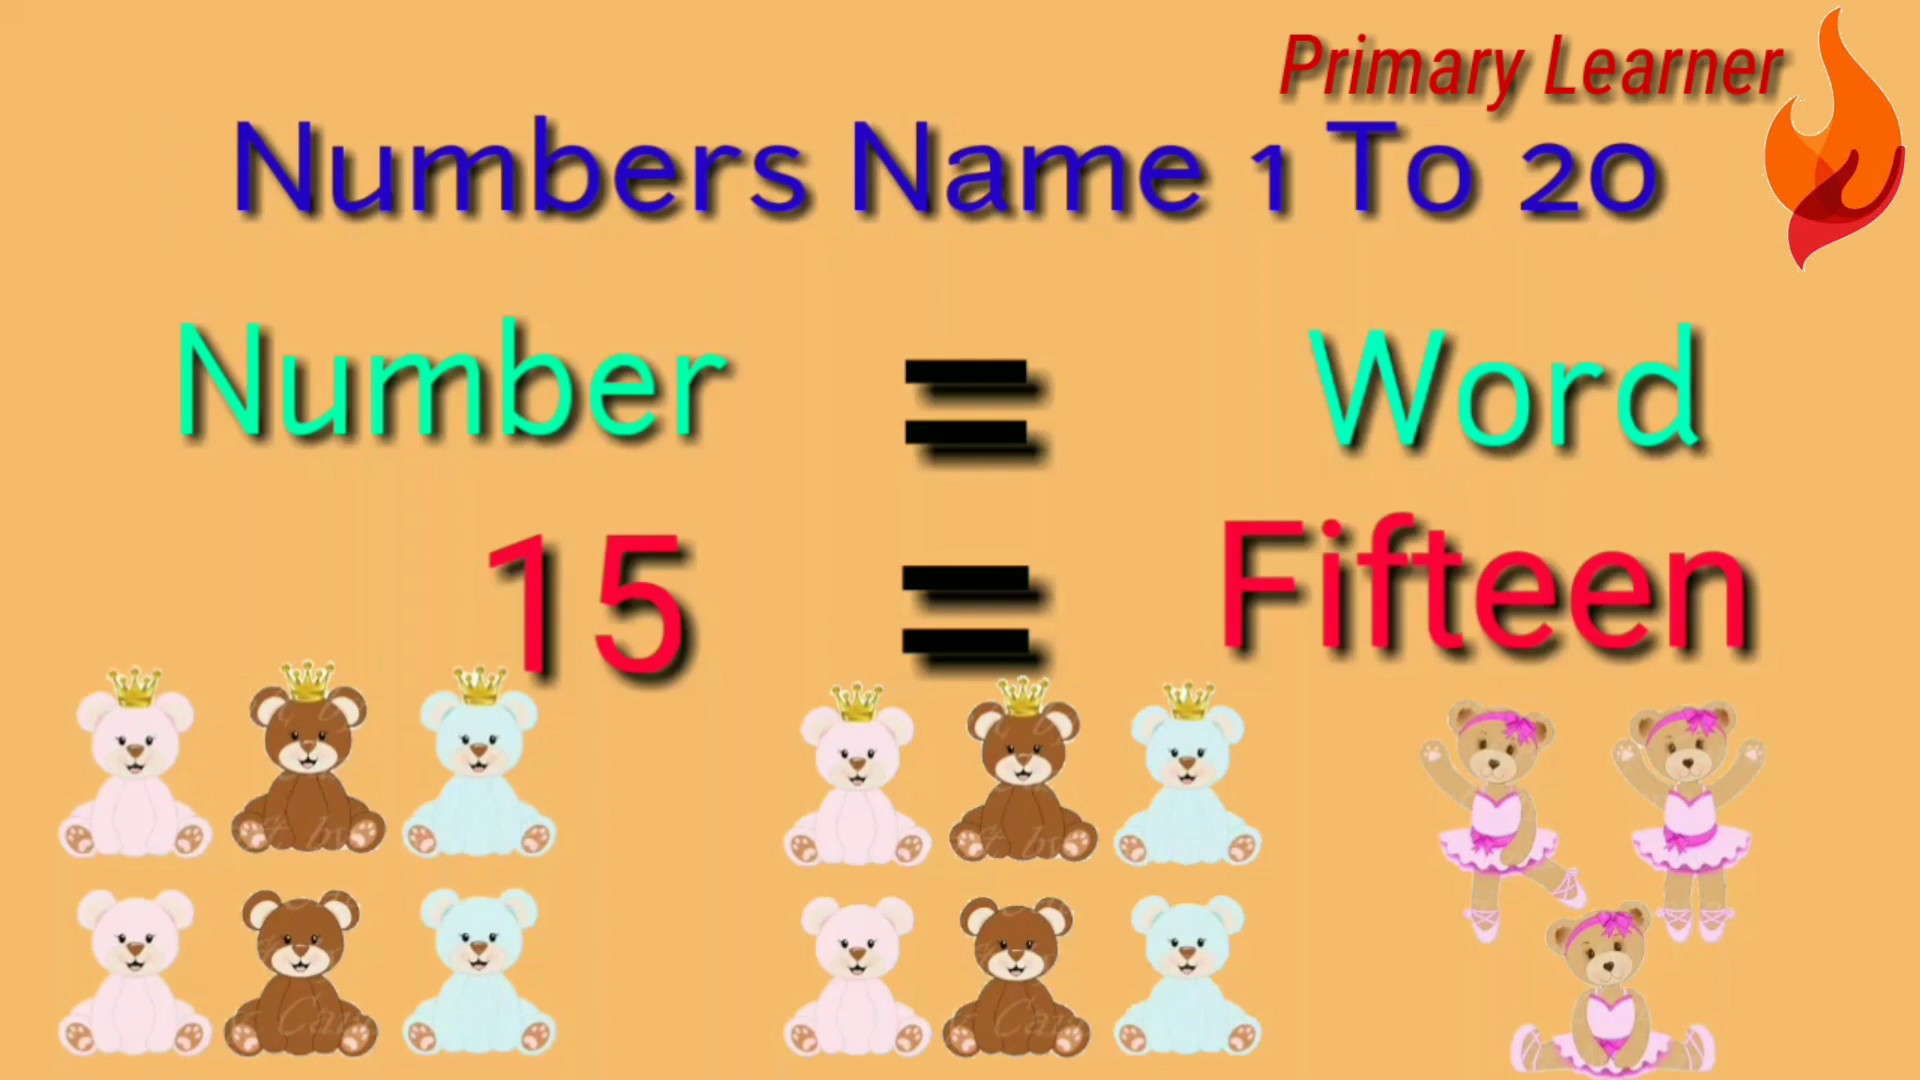 Primary Learner
Numbers Name 1 To 20
Number = Word
15 = Fifteen